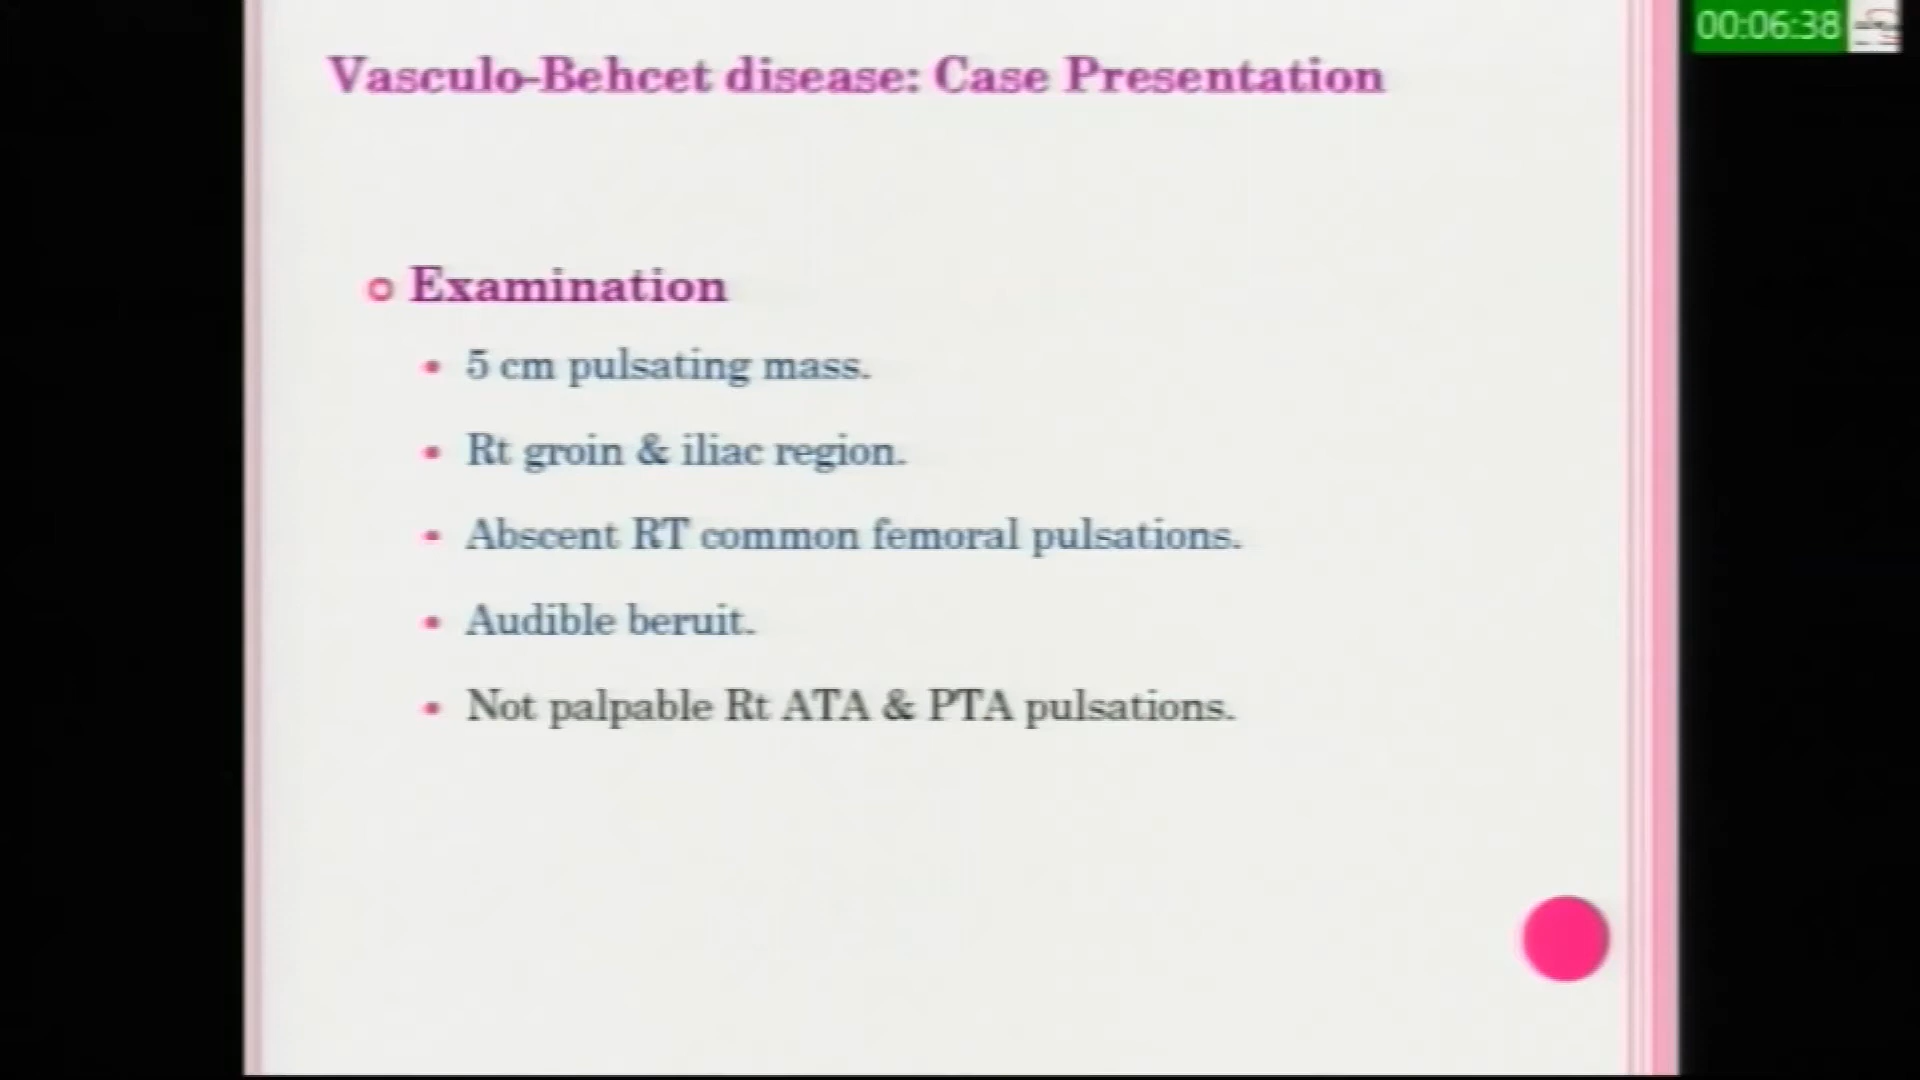 00:06:38
Vasculo-Behcet disease: Case Presentation
Examination
5 cm pulsating mass.
Rt groin & iliac region.
Abscent RT common femoral pulsations.
Audible beruit.
Not palpable Rt ATA & PTA pulsations.